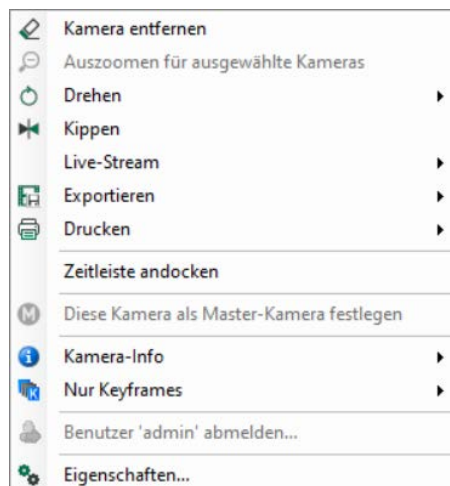 Kamera entfernen
Auszoomen für ausgewählte Kameras
Drehen
Kippen
Live-Stream
Exportieren
Drucken
Zeitleiste andocken
M Diese Kamera als Master-Kamera festlegen
i Kamera-Info
K Nur Keyframes
Benutzer 'admin' abmelden...
Eigenschaften...